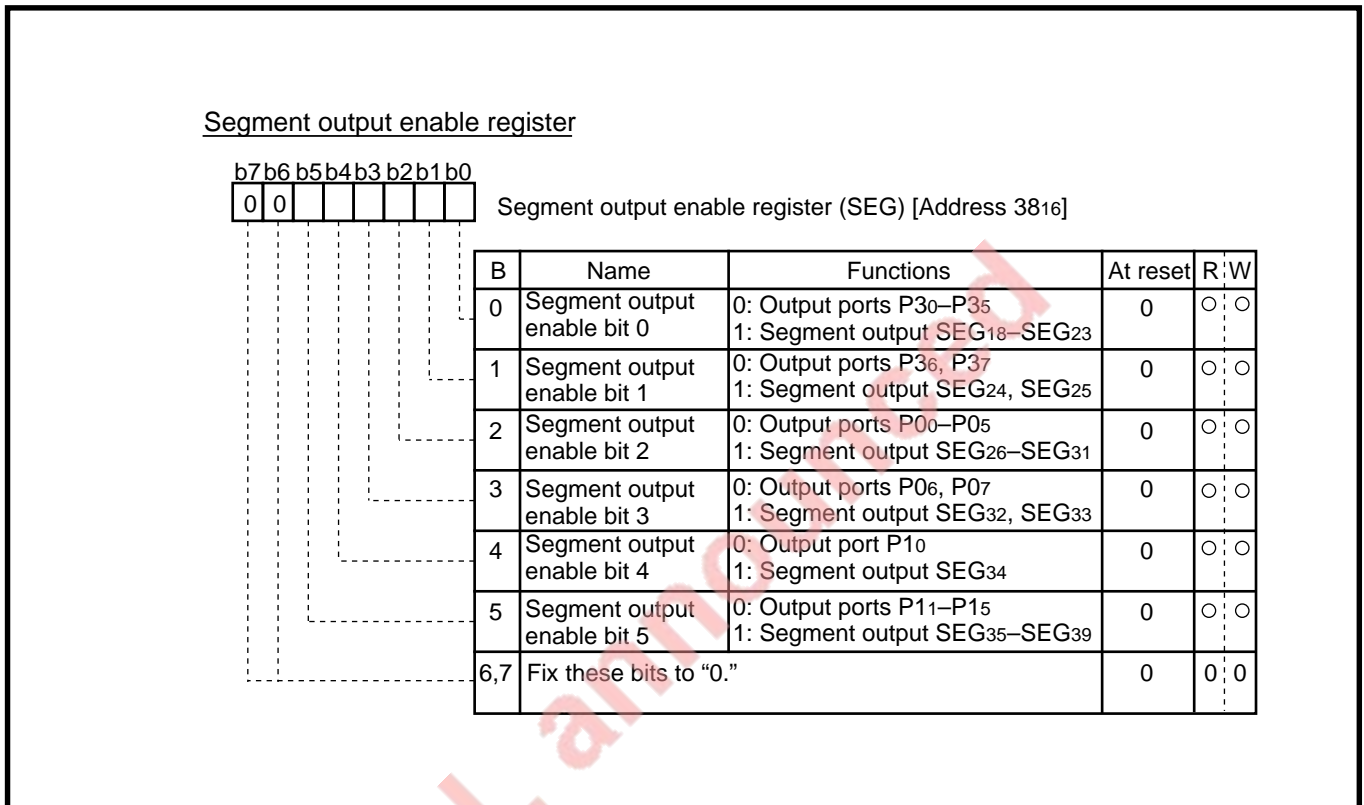 Segment output enable register
b7 b6 b5 b4 b3 b2 b1 b0
0 0
Segment output enable register (SEG) [Address 3816]
B Name Functions At reset R W
0 Segment output enable bit 0 0: Output ports P30–P35 0 ○ ○
1: Segment output SEG18–SEG23
1 Segment output enable bit 1 0: Output ports P36, P37 0 ○ ○
1: Segment output SEG24, SEG25
2 Segment output enable bit 2 0: Output ports P00–P05 0 ○ ○
1: Segment output SEG26–SEG31
3 Segment output enable bit 3 0: Output ports P06, P07 0 ○ ○
1: Segment output SEG32, SEG33
4 Segment output enable bit 4 0: Output port P10 0 ○ ○
1: Segment output SEG34
5 Segment output enable bit 5 0: Output ports P11–P15 0 ○ ○
1: Segment output SEG35–SEG39
6,7 Fix these bits to “0.” 0 0 0
announced